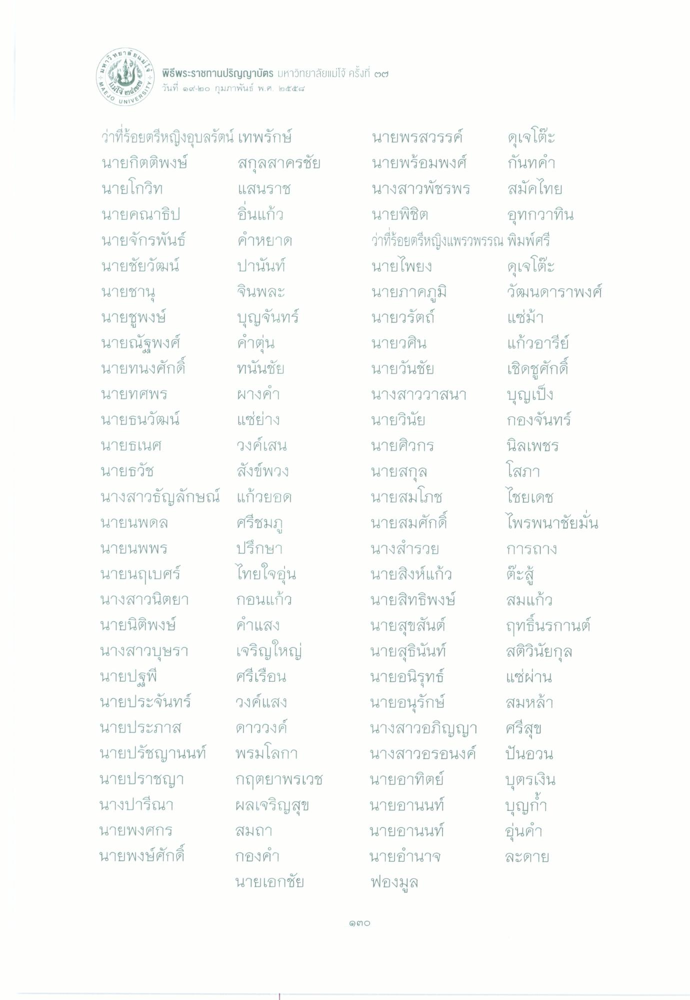 มหาวิทยาลัยแม่โจ้
แม่โจ้ ๒๔๗๗
MAEJO UNIVERSITY
พิธีพระราชทานปริญญาบัตร มหาวิทยาลัยแม่โจ้ ครั้งที่ ๓๗
วันที่ ๑๙-๒๐ กุมภาพันธ์ พ.ศ. ๒๕๕๘
ว่าที่ร้อยตรีหญิงอุบลรัตน์ เทพรักษ์
นายกิตติพงษ์ สกุลสาครชัย
นายโกวิท แสนราช
นายคณาธิป อิ่นแก้ว
นายจักรพันธ์ คำหยาด
นายชัยวัฒน์ ปานันท์
นายชานุ จินพละ
นายชูพงษ์ บุญจันทร์
นายณัฐพงศ์ คำตุ่น
นายทนงศักดิ์ ทนันชัย
นายทศพร ผางคำ
นายธนวัฒน์ แซ่ย่าง
นายธเนศ วงค์เสน
นายธวัช สังข์พวง
นางสาวธัญลักษณ์ แก้วยอด
นายนพดล ศรีชมภู
นายนพพร ปรึกษา
นายนฤเบศร์ ไทยใจอุ่น
นางสาวนิตยา กอนแก้ว
นายนิติพงษ์ คำแสง
นางสาวบุษรา เจริญใหญ่
นายปฐพี ศรีเรือน
นายประจันทร์ วงค์แสง
นายประภาส ดาววงค์
นายปรัชญานนท์ พรมโลกา
นายปราชญา กฤตยาพรเวช
นางปารีณา ผลเจริญสุข
นายพงศกร สมถา
นายพงษ์ศักดิ์ กองคำ
นายพรสวรรค์ ดุเจโต๊ะ
นายพร้อมพงศ์ กันทคำ
นางสาวพัชรพร สมัคไทย
นายพิชิต อุทกวาทิน
ว่าที่ร้อยตรีหญิงแพรวพรรณ พิมพ์ศรี
นายไพยง ดุเจโต๊ะ
นายภาคภูมิ วัฒนดาราพงศ์
นายวรัตถ์ แซ่ม้า
นายวศิน แก้วอารีย์
นายวันชัย เชิดชูศักดิ์
นางสาววาสนา บุญเป็ง
นายวินัย กองจันทร์
นายศิวกร นิลเพชร
นายสกุล โสภา
นายสมโภช ไชยเดช
นายสมศักดิ์ ไพรพนาชัยมั่น
นางสำรวย การถาง
นายสิงห์แก้ว ต๊ะสู้
นายสิทธิพงษ์ สมแก้ว
นายสุขสันต์ ฤทธิ์นรกานต์
นายสุธินันท์ สติวินัยกุล
นายอนิรุทธ์ แซ่ผ่าน
นายอนุรักษ์ สมหล้า
นางสาวอภิญญา ศรีสุข
นางสาวอรอนงค์ ปันอวน
นายอาทิตย์ บุตรเงิน
นายอานนท์ บุญก้ำ
นายอานนท์ อุ่นคำ
นายอำนาจ ละดาย
นายเอกชัย ฟองมูล
๑๓๐